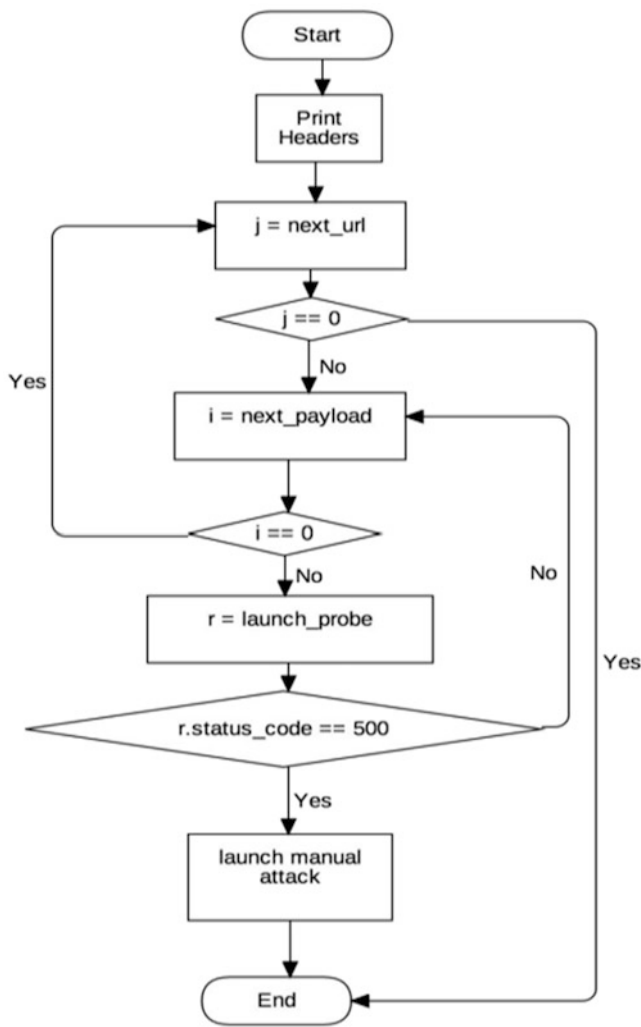 Start
Print
Headers
j = next_url
j == 0
No
Yes
i = next_payload
i == 0
No
No
r = launch_probe
Yes
r.status_code == 500
Yes
launch manual
attack
End